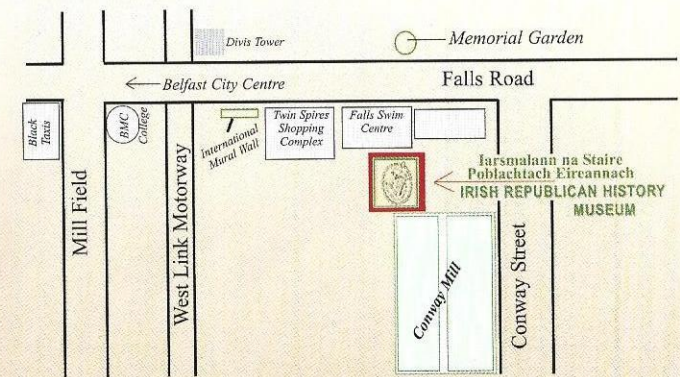 Divis Tower
Memorial Garden
Belfast City Centre
Falls Road
Black
Taxis
BMC
College
International
Mural Wall
Twin Spires
Shopping
Complex
Falls Swim
Centre
Iarsmalann na Staire
Poblachtach Eireannach
IRISH REPUBLICAN HISTORY
MUSEUM
Mill Field
West Link Motorway
Conway Mill
Conway Street